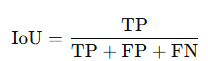 IoU = TP / TP + FP + FN